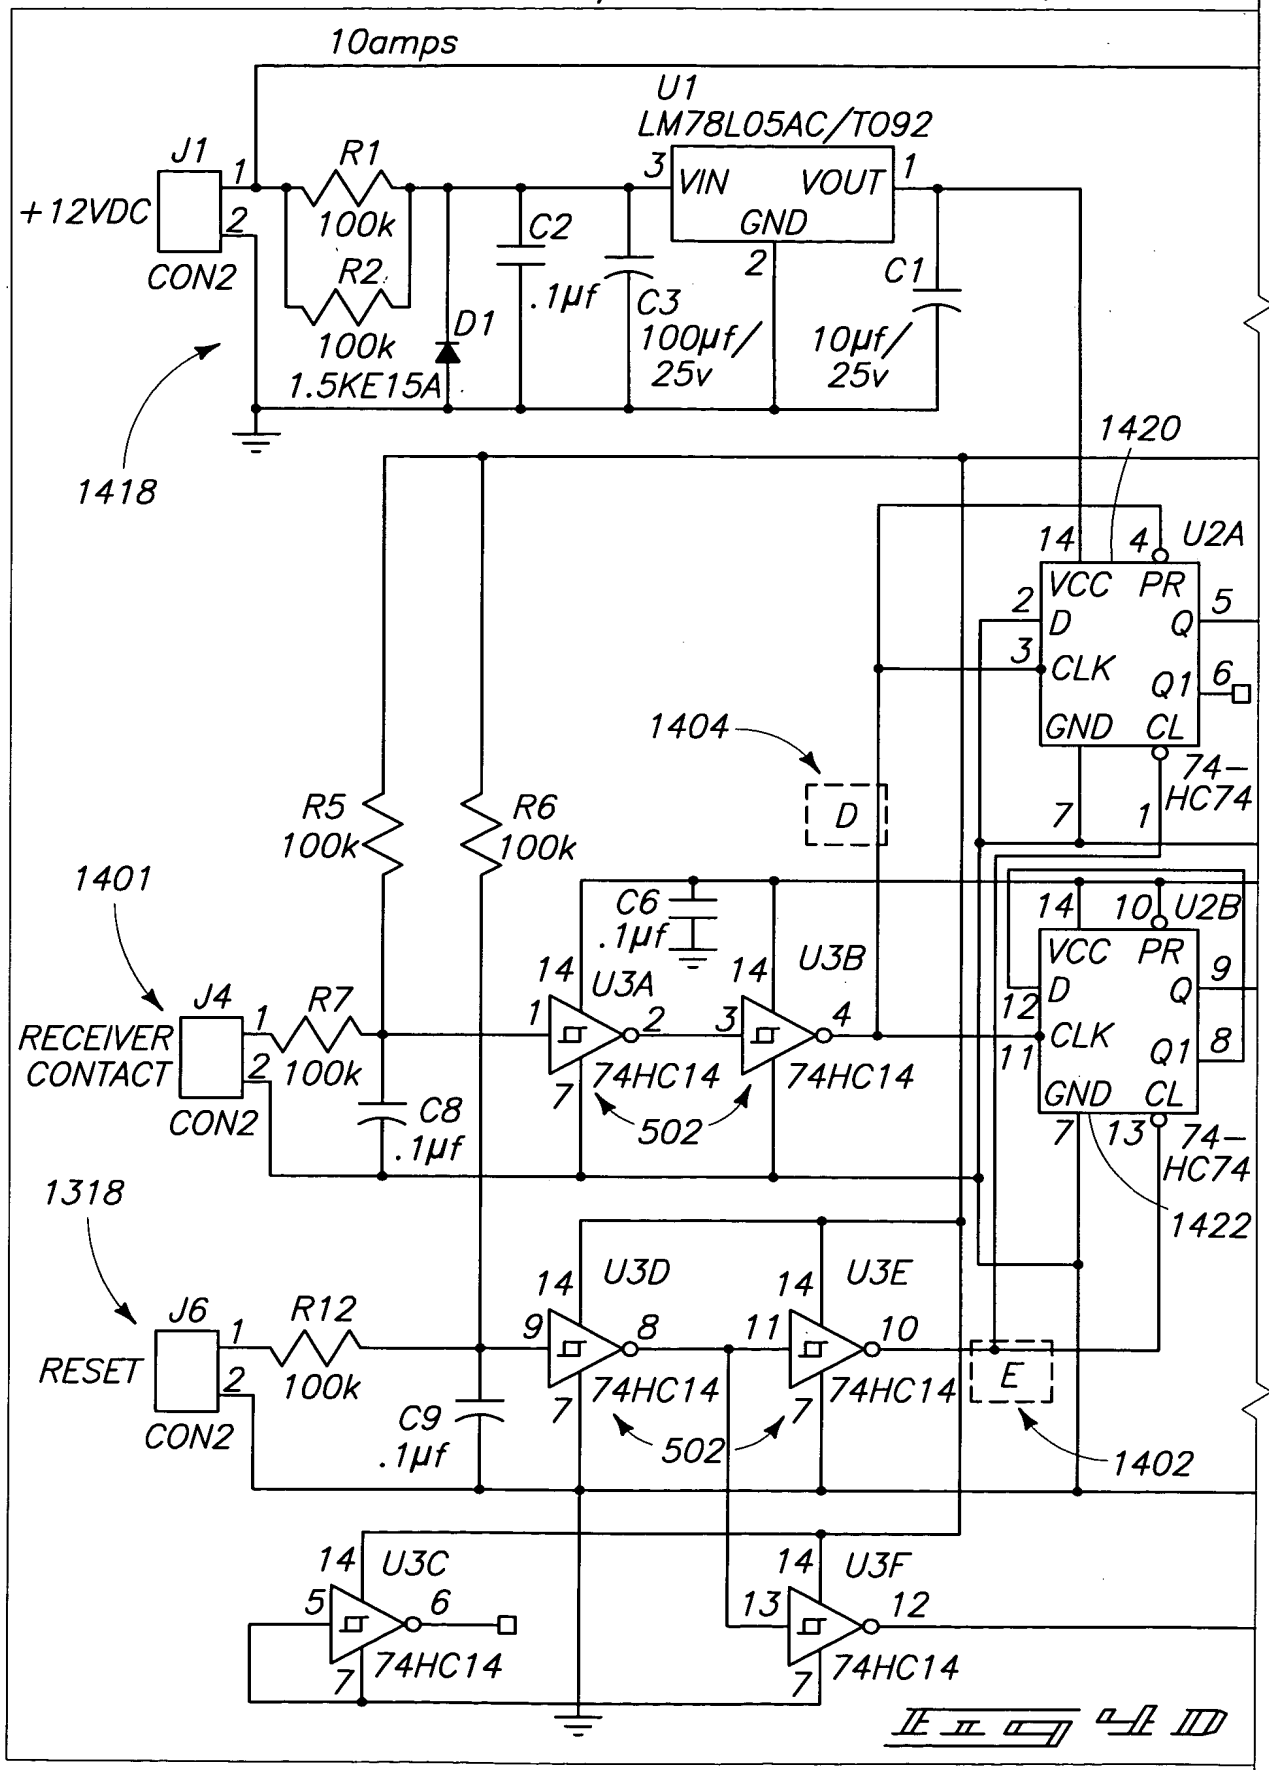 10amps
U1
LM78L05AC/TO92
J1
1
2
+12VDC
CON2
R1
100k
R2
100k
D1
1.5KE15A
C2
.1µf
C3
100µf/
25v
3
VIN
VOUT
GND
1
2
C1
10µf/
25v
1418
1420
14
4
U2A
VCC
PR
2
D
Q
5
3
CLK
Q1
6
GND
CL
74-
HC74
7
1
1404
D
R5
100k
R6
100k
1401
C6
.1µf
14
10
U2B
VCC
PR
9
D
Q
12
CLK
11
Q1
8
GND
CL
7
13
74-
HC74
1422
J4
RECEIVER
CONTACT
1
2
CON2
R7
100k
C8
.1µf
14
U3A
1
2
74HC14
7
14
U3B
3
4
74HC14
502
1318
J6
RESET
1
2
CON2
R12
100k
C9
.1µf
14
U3D
9
8
74HC14
7
14
U3E
11
10
74HC14
7
502
E
1402
14
U3C
5
6
74HC14
7
14
U3F
13
12
74HC14
7
Fig 4D